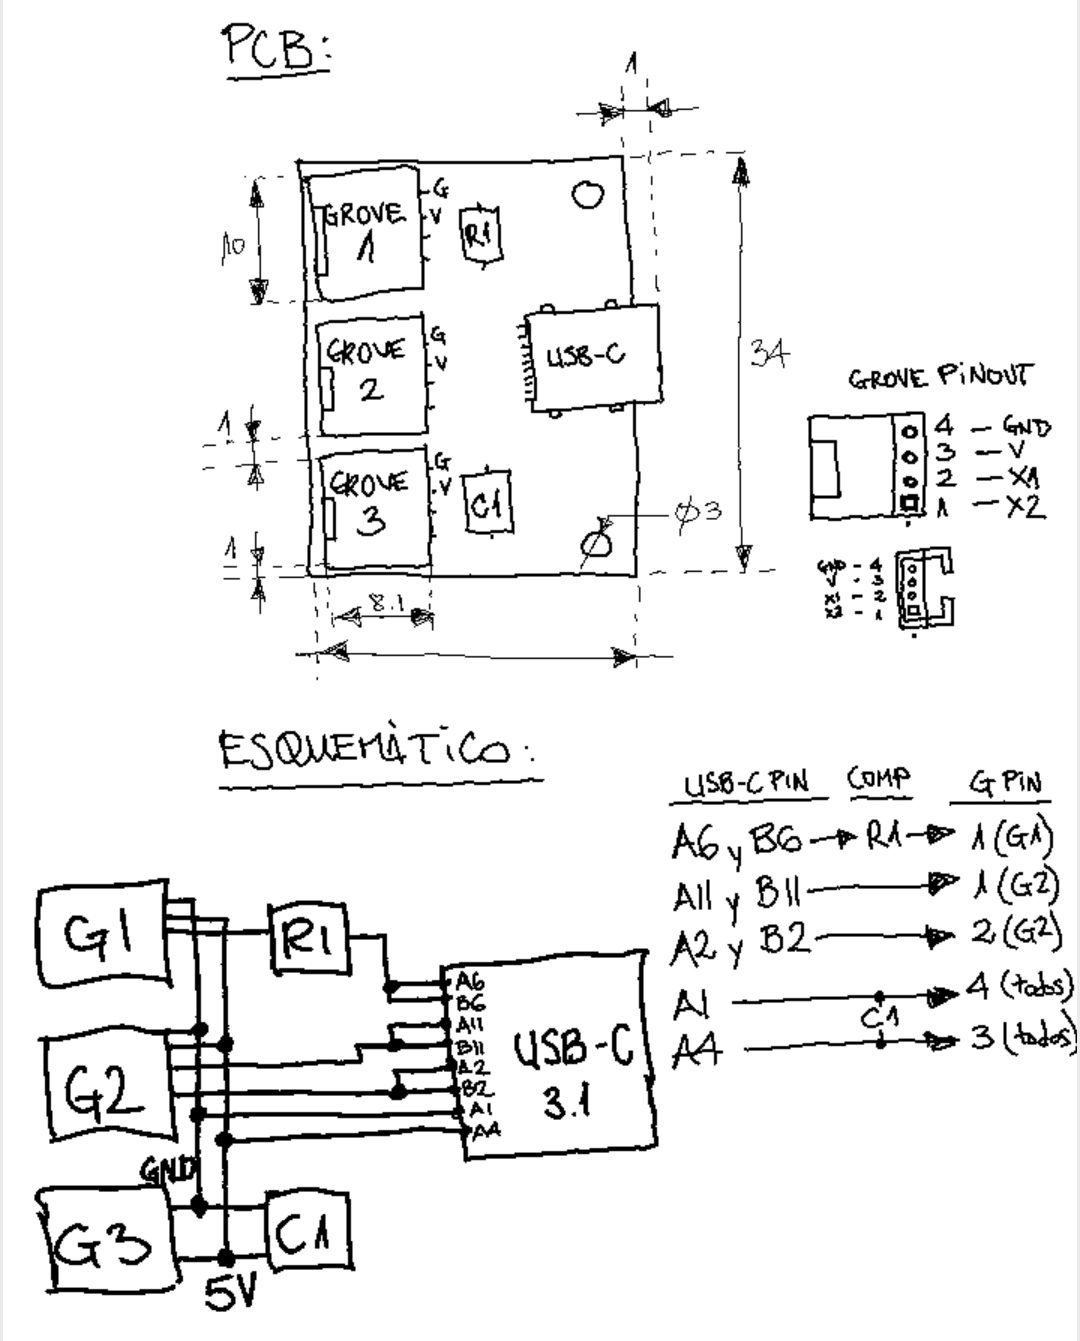 PCB:
1
GROVE
1
G
V
R1
10
GROVE
2
G
V
USB-C
34
1
GROVE
3
G
V
C1
Ø3
1
8.1
GROVE PINOUT
4 - GND
3 - V
2 - X1
1 - X2
GND - 4
V - 3
X1 - 2
X2 - 1
ESQUEMÁTICO:
USB-C PIN COMP G PIN
A6 y B6 R1 1 (G1)
A11 y B11 1 (G2)
A2 y B2 2 (G2)
A1 4 (todos)
C1
A4 3 (todos)
G1
R1
G2
A6
B6
A11
B11
A2
B2
A1
A4
USB-C
3.1
GND
G3
C1
5V